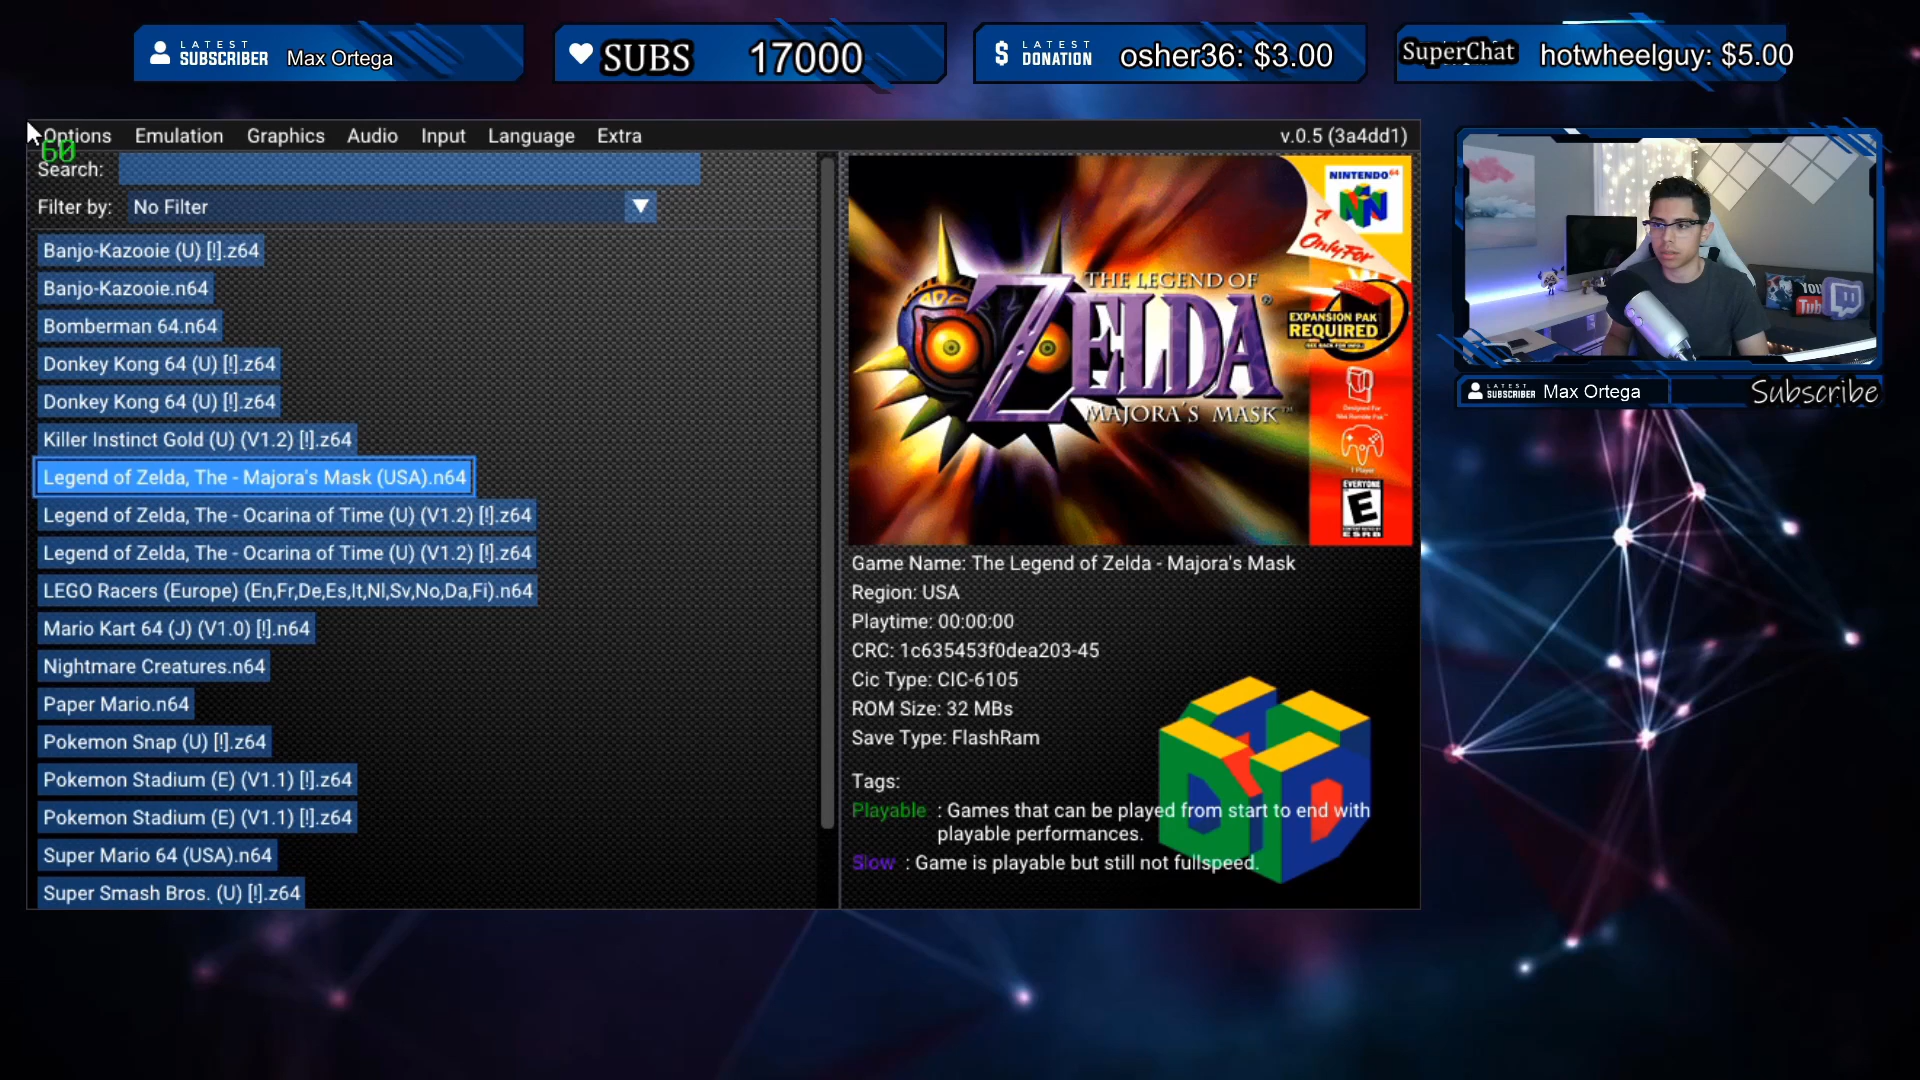 LATEST
SUBSCRIBER Max Ortega
SUBS 17000
LATEST
DONATION osher36: $3.00
SuperChat hotwheelguy: $5.00
Options Emulation Graphics Audio Input Language Extra v.0.5 (3a4dd1)
60
Search:
Filter by: No Filter
Banjo-Kazooie (U) [!].z64
Banjo-Kazooie.n64
Bomberman 64.n64
Donkey Kong 64 (U) [!].z64
Donkey Kong 64 (U) [!].z64
Killer Instinct Gold (U) (V1.2) [!].z64
Legend of Zelda, The - Majora's Mask (USA).n64
Legend of Zelda, The - Ocarina of Time (U) (V1.2) [!].z64
Legend of Zelda, The - Ocarina of Time (U) (V1.2) [!].z64
LEGO Racers (Europe) (En,Fr,De,Es,It,Nl,Sv,No,Da,Fi).n64
Mario Kart 64 (J) (V1.0) [!].n64
Nightmare Creatures.n64
Paper Mario.n64
Pokemon Snap (U) [!].z64
Pokemon Stadium (E) (V1.1) [!].z64
Pokemon Stadium (E) (V1.1) [!].z64
Super Mario 64 (USA).n64
Super Smash Bros. (U) [!].z64
NINTENDO 64
Only For
THE LEGEND OF
ZELDA®
MAJORA'S MASK™
EXPANSION PAK
REQUIRED
1 Player
EVERYONE
E
ESRB
Game Name: The Legend of Zelda - Majora's Mask
Region: USA
Playtime: 00:00:00
CRC: 1c635453f0dea203-45
Cic Type: CIC-6105
ROM Size: 32 MBs
Save Type: FlashRam
Tags:
Playable : Games that can be played from start to end with
playable performances.
Slow : Game is playable but still not fullspeed.
You
Tub
LATEST
SUBSCRIBER Max Ortega
Subscribe